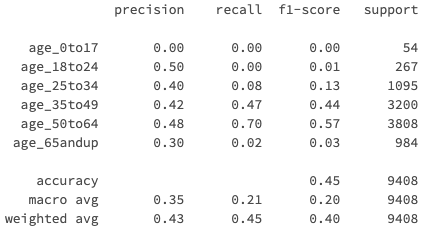 precision recall f1-score support
age_0to17 0.00 0.00 0.00 54
age_18to24 0.50 0.00 0.01 267
age_25to34 0.40 0.08 0.13 1095
age_35to49 0.42 0.47 0.44 3200
age_50to64 0.48 0.70 0.57 3808
age_65andup 0.30 0.02 0.03 984
accuracy 0.45 9408
macro avg 0.35 0.21 0.20 9408
weighted avg 0.43 0.45 0.40 9408